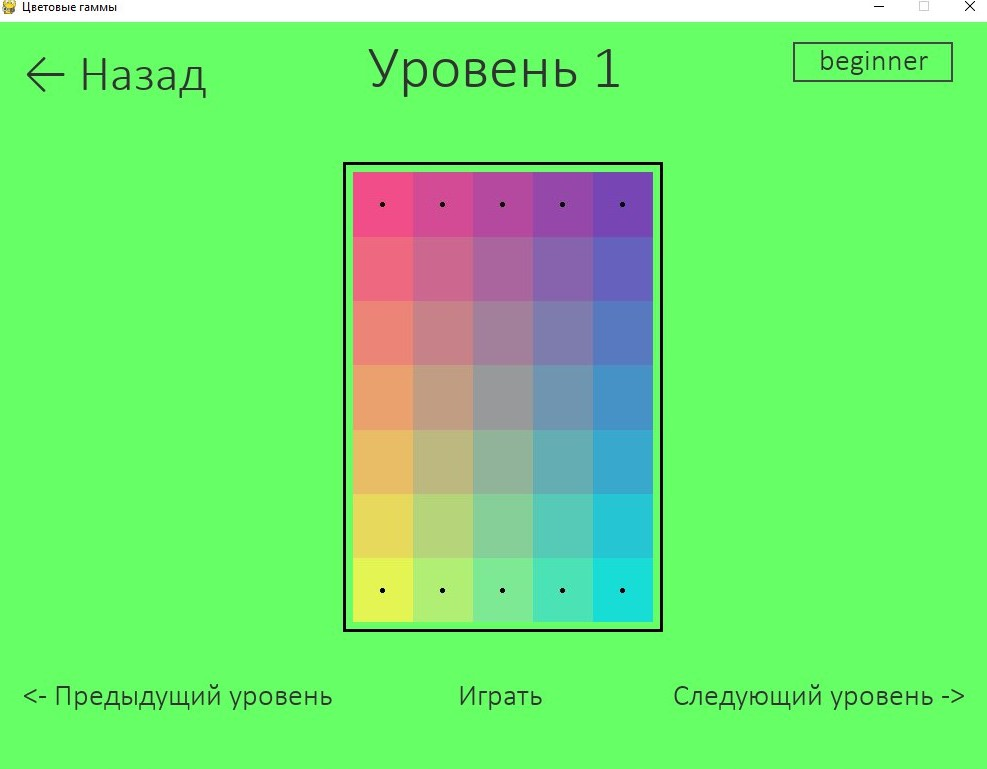 Цветовые гаммы
← Назад
Уровень 1
beginner
<- Предыдущий уровень
Играть
Следующий уровень ->